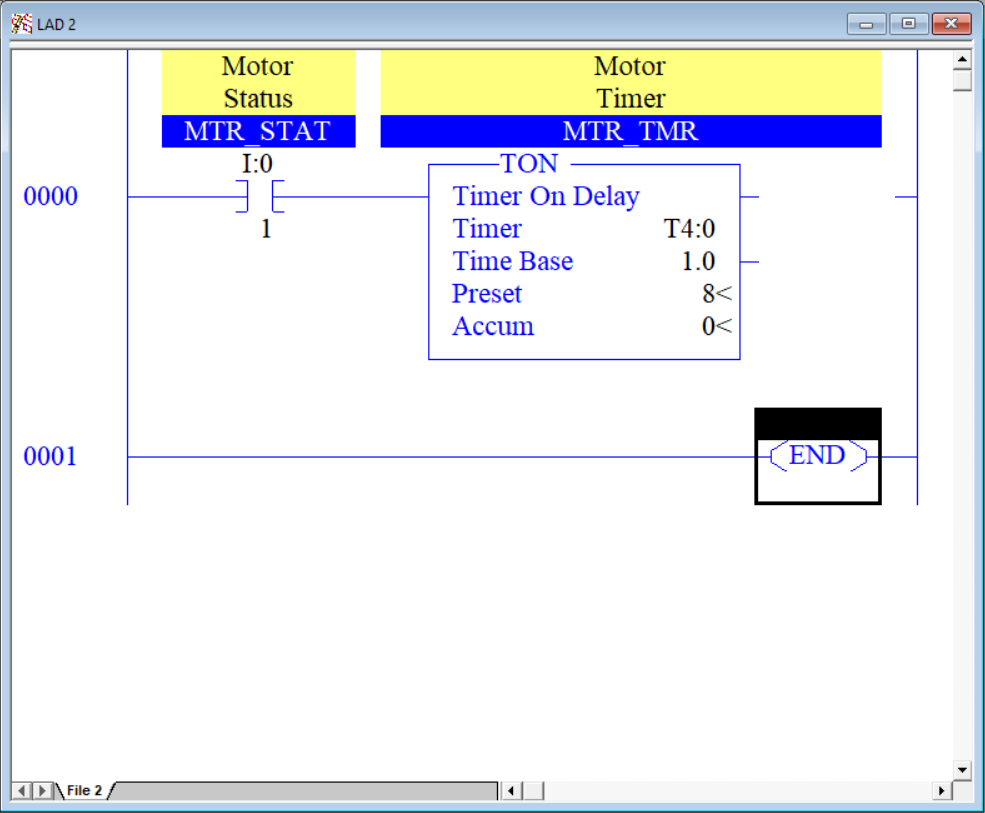 LAD 2
Motor
Status
MTR_STAT
Motor
Timer
MTR_TMR
0000
I:0
1
TON
Timer On Delay
Timer T4:0
Time Base 1.0
Preset 8<
Accum 0<
0001
END
File 2